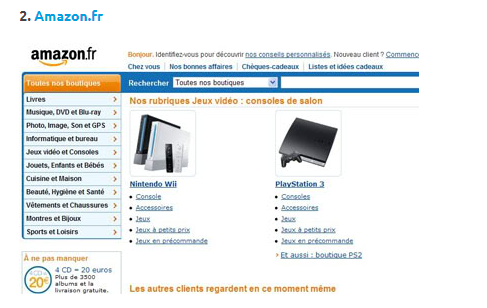 2. Amazon.fr
amazon.fr
Bonjour. Identifiez-vous pour découvrir nos conseils personnalisés. Nouveau client ? Commenc
Chez vous | Nos bonnes affaires | Chèques-cadeaux | Listes et idées cadeaux
Toutes nos boutiques
Rechercher Toutes nos boutiques
Livres
Musique, DVD et Blu-ray
Photo, Image, Son et GPS
Informatique et bureau
Jeux vidéo et Consoles
Jouets, Enfants et Bébés
Cuisine et Maison
Beauté, Hygiène et Santé
Vêtements et Chaussures
Montres et Bijoux
Sports et Loisirs
À ne pas manquer
4 CD
20€
4 CD = 20 euros
Plus de 3500
albums et la
livraison gratuite.
Nos rubriques Jeux vidéo : consoles de salon
Nintendo Wii
Console
Accessoires
Jeux
Jeux à petits prix
Jeux en précommande
PlayStation 3
Consoles
Accessoires
Jeux
Jeux à petits prix
Jeux en précommande
Et aussi : boutique PS2
Les autres clients regardent en ce moment même